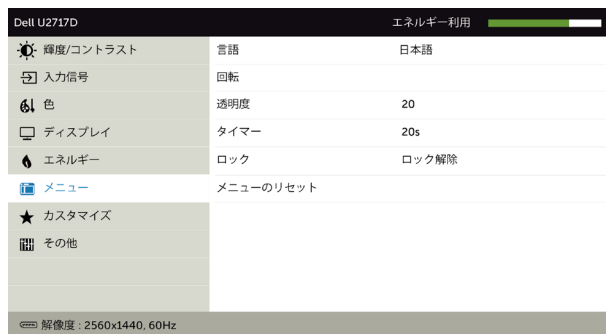 Dell U2717D エネルギー利用
輝度/コントラスト 言語 日本語
入力信号 回転
色 透明度 20
ディスプレイ タイマー 20s
エネルギー ロック ロック解除
メニュー メニューのリセット
カスタマイズ
その他
解像度 : 2560x1440, 60Hz